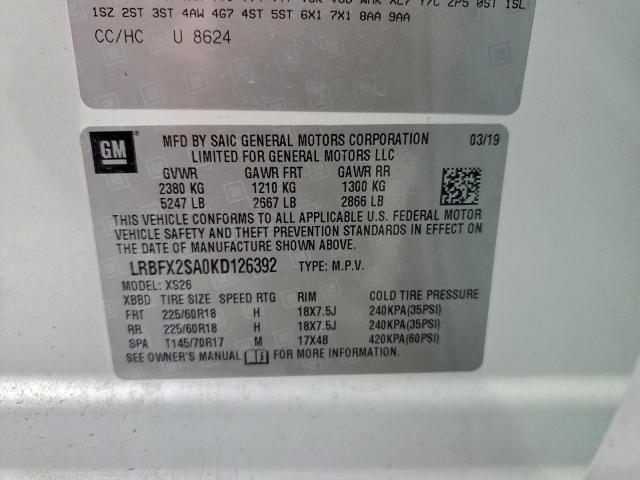 1SZ 2ST 3ST 4AW 4G7 4ST 5ST 6X1 7X1 8AA 9AA
CC/HC U 8624
GM
MFD BY SAIC GENERAL MOTORS CORPORATION 03/19
LIMITED FOR GENERAL MOTORS LLC
GVWR GAWR FRT GAWR RR
2380 KG 1210 KG 1300 KG
5247 LB 2667 LB 2866 LB
THIS VEHICLE CONFORMS TO ALL APPLICABLE U.S. FEDERAL MOTOR
VEHICLE SAFETY AND THEFT PREVENTION STANDARDS IN EFFECT ON
THE DATE OF MANUFACTURE SHOWN ABOVE.
LRBFX2SA0KD126392 TYPE: M.P.V.
MODEL: XS26
XBBD TIRE SIZE SPEED RTG RIM COLD TIRE PRESSURE
FRT 225/60R18 H 18X7.5J 240KPA(35PSI)
RR 225/60R18 H 18X7.5J 240KPA(35PSI)
SPA T145/70R17 M 17X4B 420KPA(60PSI)
SEE OWNER'S MANUAL FOR MORE INFORMATION.